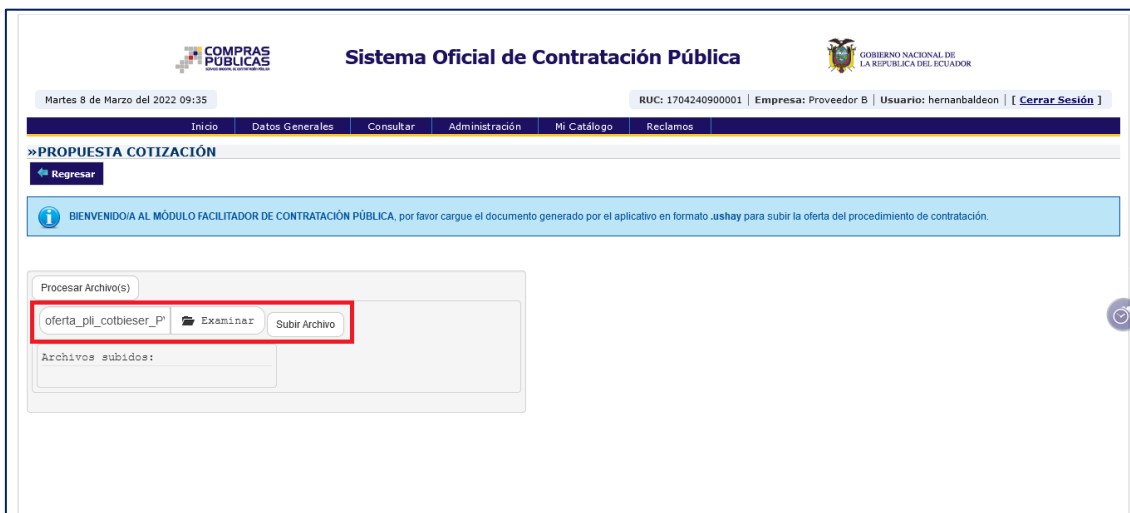 COMPRAS
PÚBLICAS
Sistema Oficial de Contratación Pública
GOBIERNO NACIONAL DE
LA REPUBLICA DEL ECUADOR
Martes 8 de Marzo del 2022 09:35
RUC: 1704240900001 | Empresa: Proveedor B | Usuario: hernanbaldeon | [ Cerrar Sesión ]
Inicio Datos Generales Consultar Administración Mi Catálogo Reclamos
»PROPUESTA COTIZACIÓN
Regresar
BIENVENIDO/A AL MÓDULO FACILITADOR DE CONTRATACIÓN PÚBLICA, por favor cargue el documento generado por el aplicativo en formato .ushay para subir la oferta del procedimiento de contratación.
Procesar Archivo(s)
oferta_pli_cotbieser_P Examinar Subir Archivo
Archivos subidos: